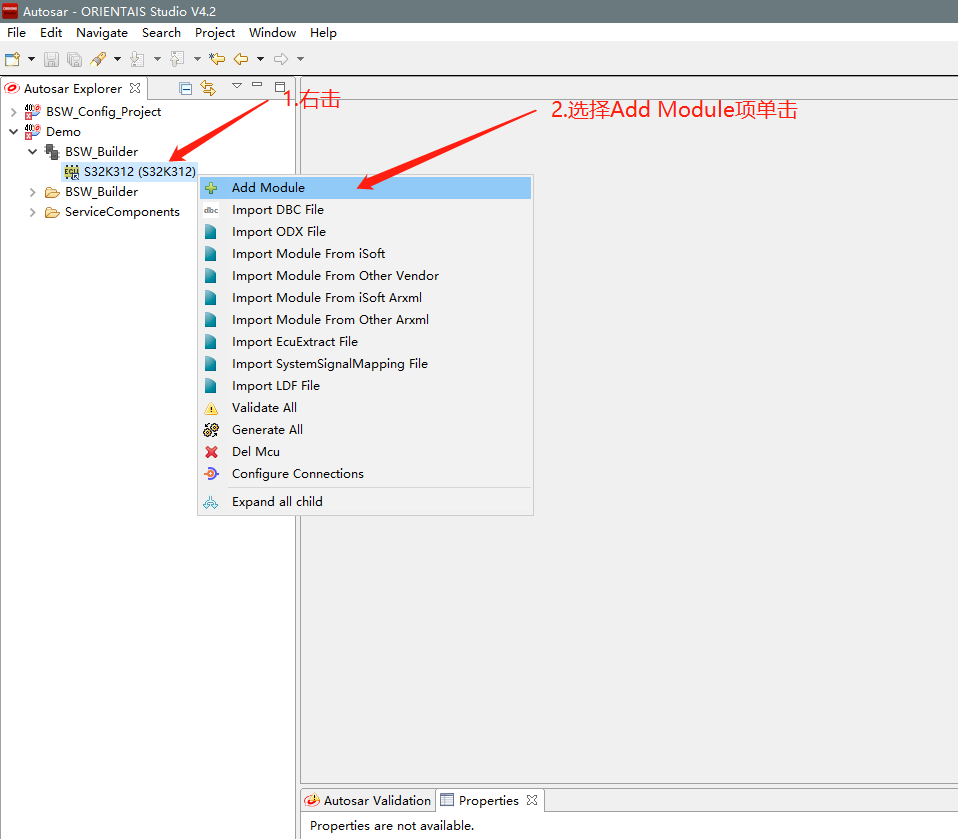 Autosar - ORIENTAIS Studio V4.2
File Edit Navigate Search Project Window Help
Autosar Explorer
1.右击
2.选择Add Module项单击
BSW_Config_Project
Demo
BSW_Builder
S32K312 (S32K312)
BSW_Builder
ServiceComponents
Add Module
dbc Import DBC File
Import ODX File
Import Module From iSoft
Import Module From Other Vendor
Import Module From iSoft Arxml
Import Module From Other Arxml
Import EcuExtract File
Import SystemSignalMapping File
Import LDF File
Validate All
Generate All
Del Mcu
Configure Connections
Expand all child
Autosar Validation Properties
Properties are not available.